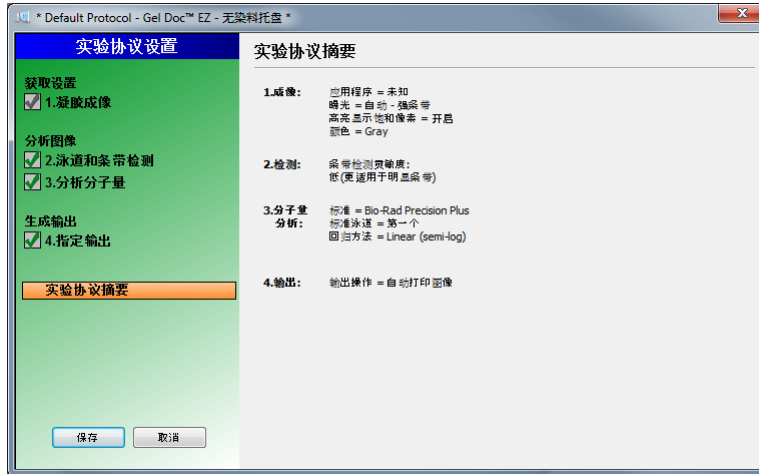 * Default Protocol - Gel Doc™ EZ - 无染料托盘 *
实验协议设置
获取设置
1.凝胶成像
分析图像
2.泳道和条带检测
3.分析分子量
生成输出
4.指定输出
实验协议摘要
保存
取消
实验协议摘要
1.成像:
应用程序 = 未知
曝光 = 自动 - 强条带
高亮显示饱和像素 = 开启
颜色 = Gray
2.检测:
条带检测灵敏度:
低(更适用于明显条带)
3.分子量
分析:
标准 = Bio-Rad Precision Plus
标准泳道 = 第一个
回归方法 = Linear (semi-log)
4.输出:
输出操作 = 自动打印图像